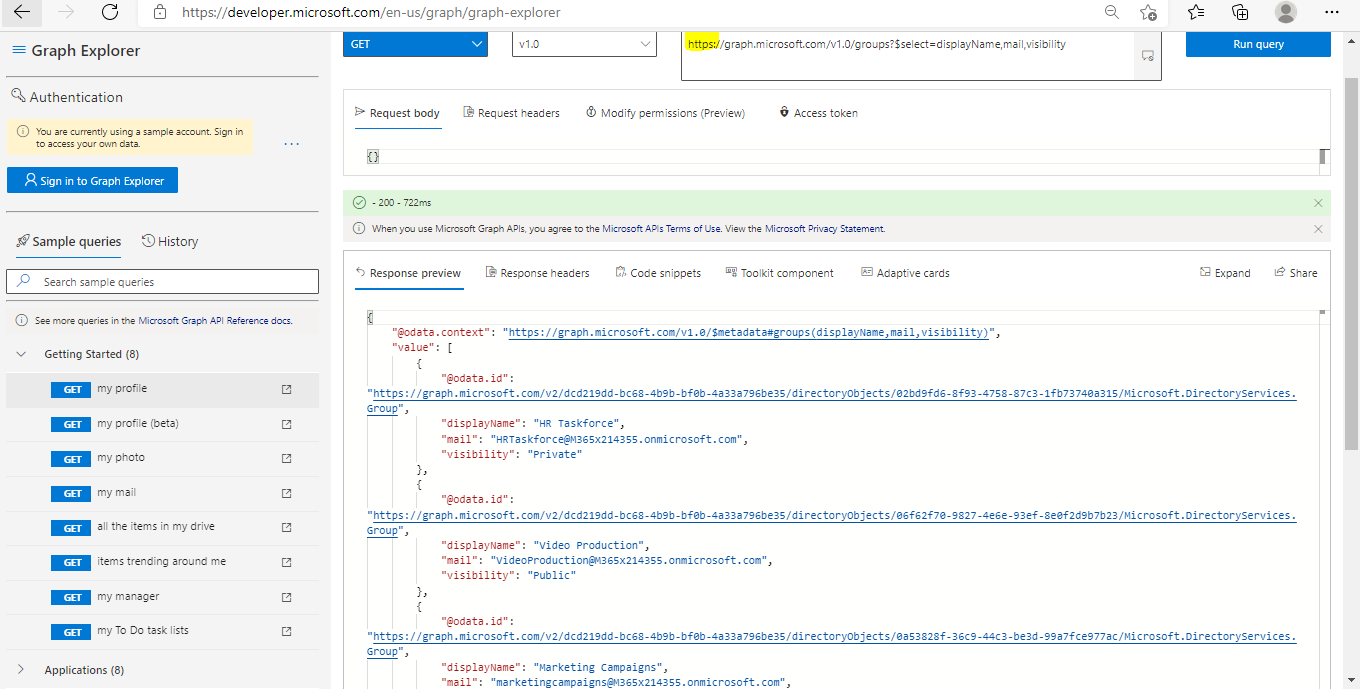 https://developer.microsoft.com/en-us/graph/graph-explorer
Graph Explorer
Authentication
You are currently using a sample account. Sign in
to access your own data.
...
Sign in to Graph Explorer
Sample queries
History
Search sample queries
See more queries in the Microsoft Graph API Reference docs.
Getting Started (8)
GET my profile
GET my profile (beta)
GET my photo
GET my mail
GET all the items in my drive
GET items trending around me
GET my manager
GET my To Do task lists
Applications (8)
GET
v1.0
https://graph.microsoft.com/v1.0/groups?$select=displayName,mail,visibility
Run query
Request body
Request headers
Modify permissions (Preview)
Access token
{}
- 200 - 722ms
When you use Microsoft Graph APIs, you agree to the Microsoft APIs Terms of Use. View the Microsoft Privacy Statement.
Response preview
Response headers
Code snippets
Toolkit component
Adaptive cards
Expand
Share
{
"@odata.context": "https://graph.microsoft.com/v1.0/$metadata#groups(displayName,mail,visibility)",
"value": [
{
"@odata.id":
"https://graph.microsoft.com/v2/dcd219dd-bc68-4b9b-bf0b-4a33a796be35/directoryObjects/02bd9fd6-8f93-4758-87c3-1fb73740a315/Microsoft.DirectoryServices.
Group",
"displayName": "HR Taskforce",
"mail": "HRTaskforce@M365x214355.onmicrosoft.com",
"visibility": "Private"
},
{
"@odata.id":
"https://graph.microsoft.com/v2/dcd219dd-bc68-4b9b-bf0b-4a33a796be35/directoryObjects/06f62f70-9827-4e6e-93ef-8e0f2d9b7b23/Microsoft.DirectoryServices.
Group",
"displayName": "Video Production",
"mail": "VideoProduction@M365x214355.onmicrosoft.com",
"visibility": "Public"
},
{
"@odata.id":
"https://graph.microsoft.com/v2/dcd219dd-bc68-4b9b-bf0b-4a33a796be35/directoryObjects/0a53828f-36c9-44c3-be3d-99a7fce977ac/Microsoft.DirectoryServices.
Group",
"displayName": "Marketing Campaigns",
"mail": "marketingcampaigns@M365x214355.onmicrosoft.com",